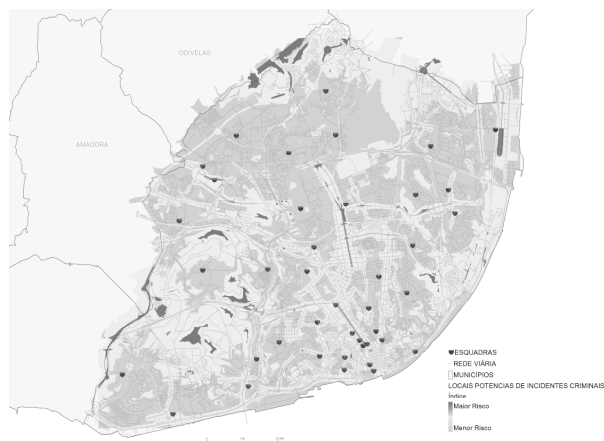 ODIVELAS
AMADORA
ESQUADRAS
REDE VIÁRIA
MUNICÍPIOS
LOCAIS POTENCIAS DE INCIDENTES CRIMINAIS
Índice
Maior Risco
Menor Risco